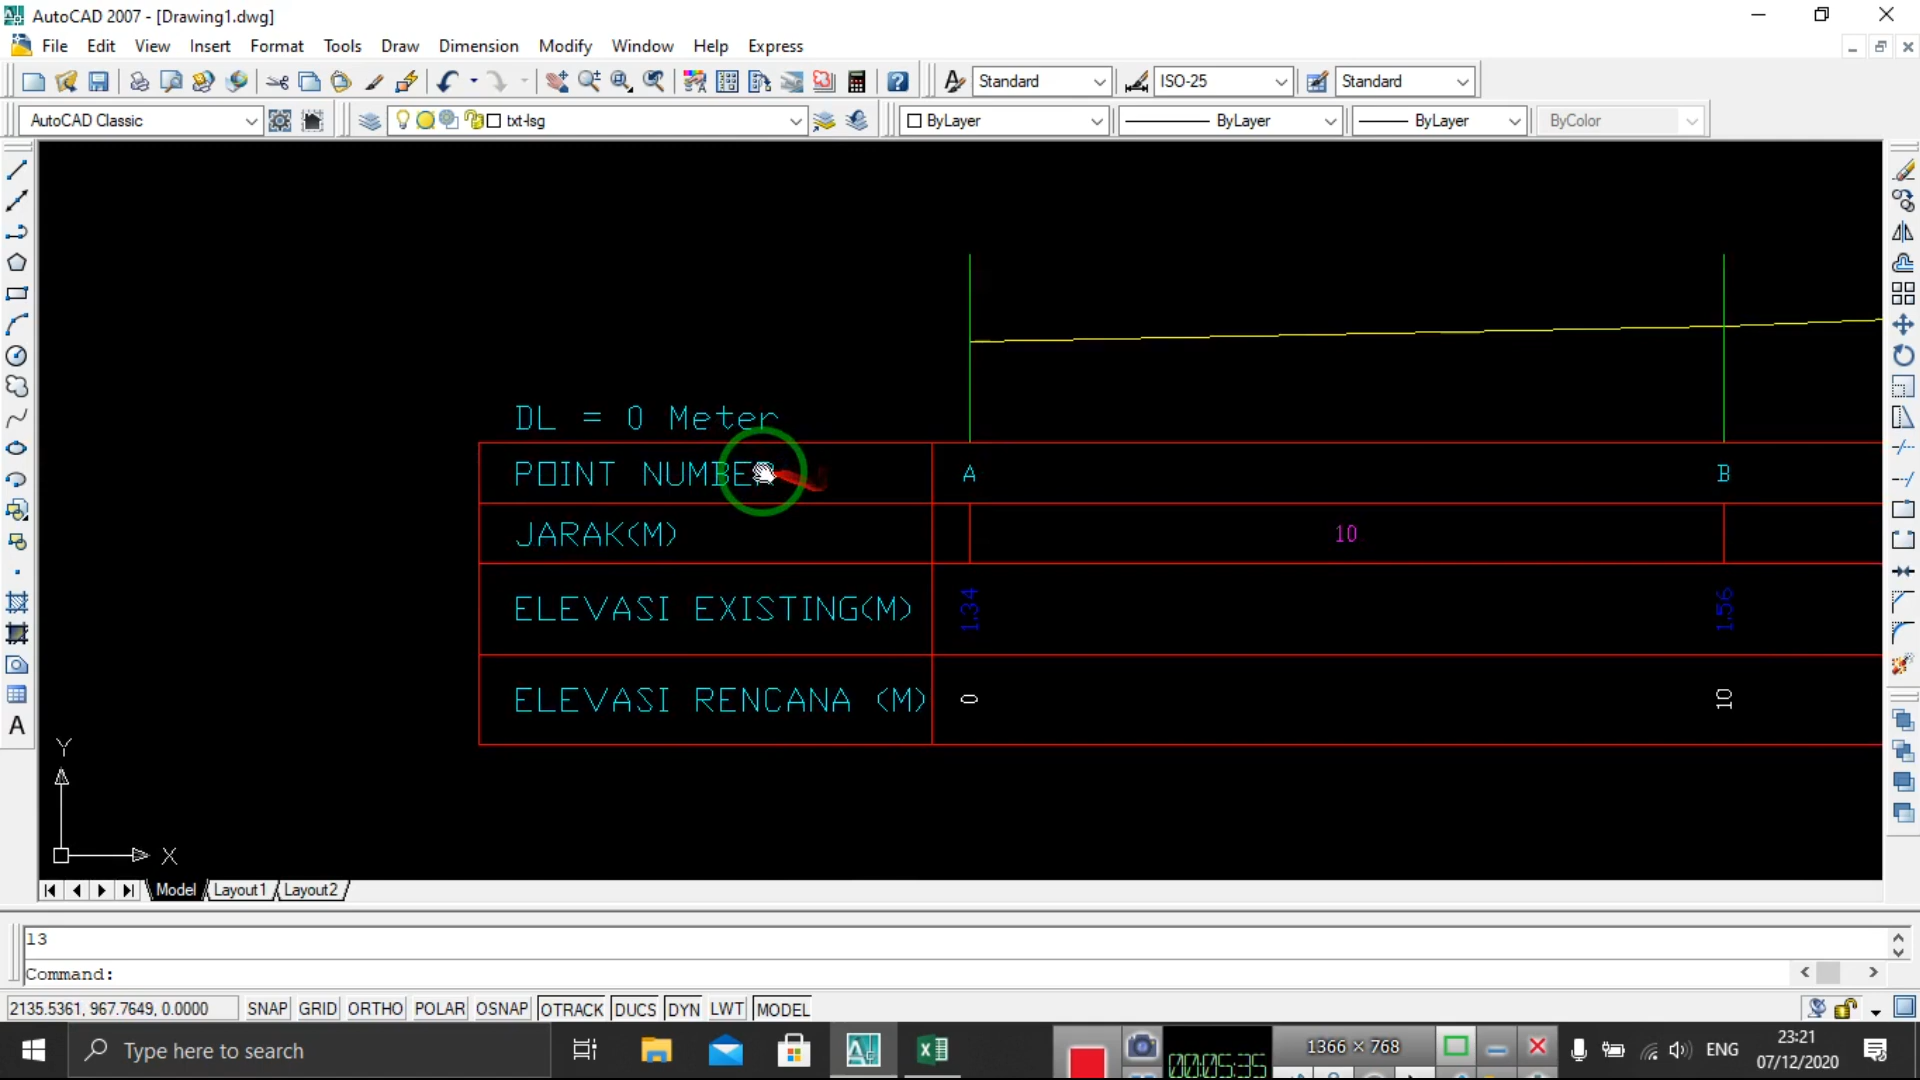 AutoCAD 2007 - [Drawing1.dwg]
File Edit View Insert Format Tools Draw Dimension Modify Window Help Express
Standard ISO-25 Standard
AutoCAD Classic txt-lsg ByLayer ByLayer ByLayer ByColor
DL = 0 Meter
POINT NUMBER A B
JARAK(M) 10
ELEVASI EXISTING(M) 1.34 1.56
ELEVASI RENCANA (M) 0 10
Y
X
Model Layout1 Layout2
13
Command:
2135.5361, 967.7649, 0.0000 SNAP GRID ORTHO POLAR OSNAP OTRACK DUCS DYN LWT MODEL
Type here to search
00:05:35
1366 × 768
ENG
23:21
07/12/2020